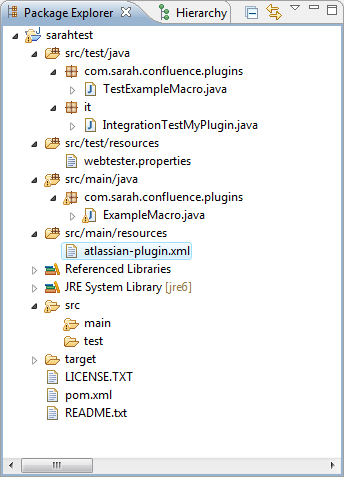 Package Explorer Hierarchy
sarahtest
src/test/java
com.sarah.confluence.plugins
TestExampleMacro.java
it
IntegrationTestMyPlugin.java
src/test/resources
webtester.properties
src/main/java
com.sarah.confluence.plugins
ExampleMacro.java
src/main/resources
atlassian-plugin.xml
Referenced Libraries
JRE System Library [jre6]
src
main
test
target
LICENSE.TXT
pom.xml
README.txt